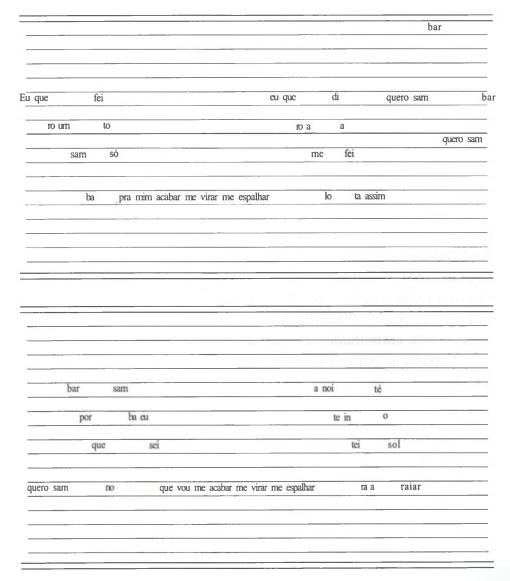 bar
Eu que fei eu que di quero sam bar
ro um to ro a a
quero sam
sam só me fei
ba pra mim acabar me virar me espalhar lo ta assim
bar sam a noi té
por ba eu te in o
que sei tei sol
quero sam no que vou me acabar me virar me espalhar ra a raiar